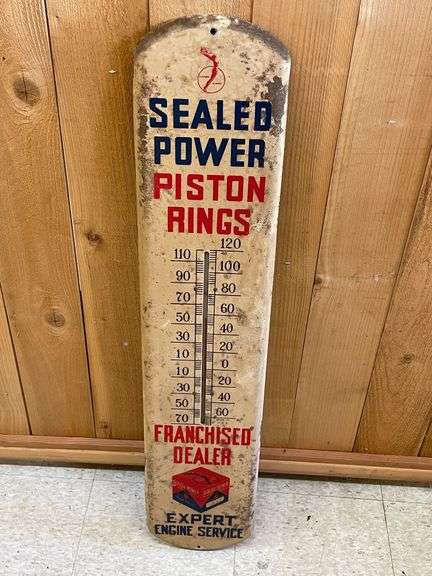 SEALED
POWER
PISTON
RINGS
120
110
100
90
80
70
60
50
40
30
20
10
0
10
20
30
40
50
60
70
FRANCHISED
DEALER
EXPERT
ENGINE SERVICE